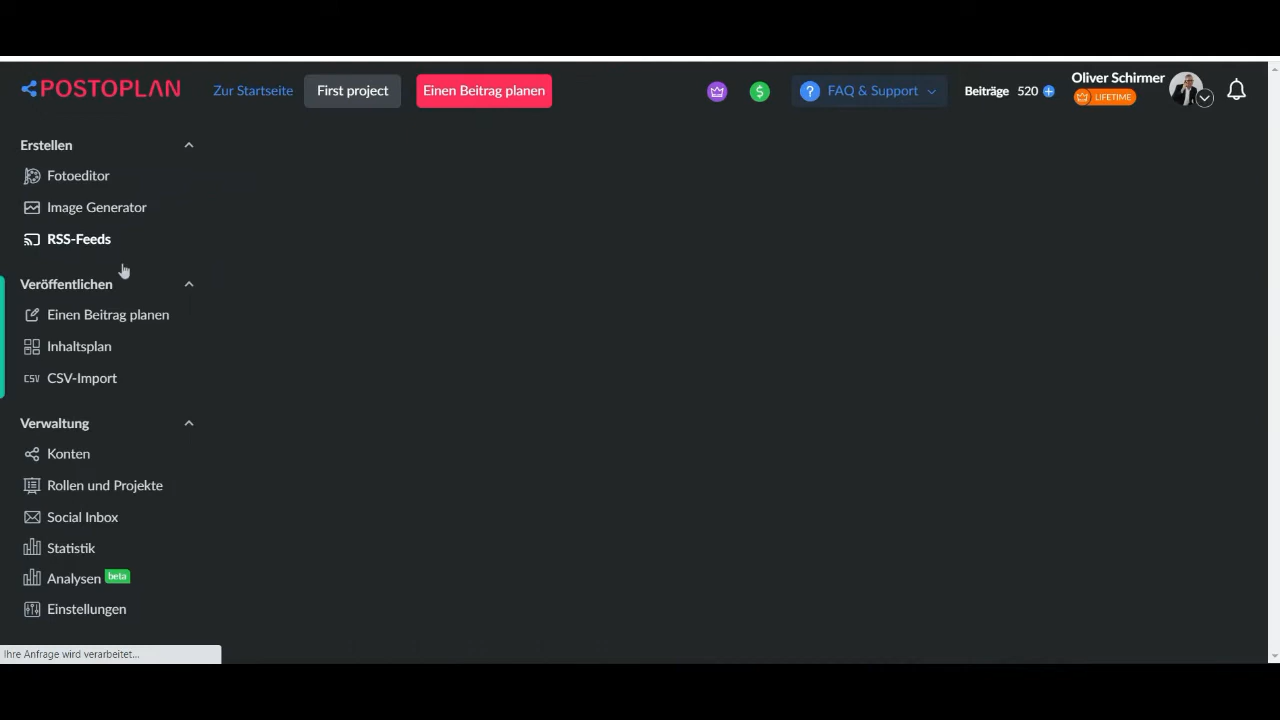 POSTOPLAN
Zur Startseite
First project
Einen Beitrag planen
$
? FAQ & Support
Beiträge 520
Oliver Schirmer
LIFETIME
Erstellen
Fotoeditor
Image Generator
RSS-Feeds
Veröffentlichen
Einen Beitrag planen
Inhaltsplan
CSV CSV-Import
Verwaltung
Konten
Rollen und Projekte
Social Inbox
Statistik
Analysen beta
Einstellungen
Ihre Anfrage wird verarbeitet...